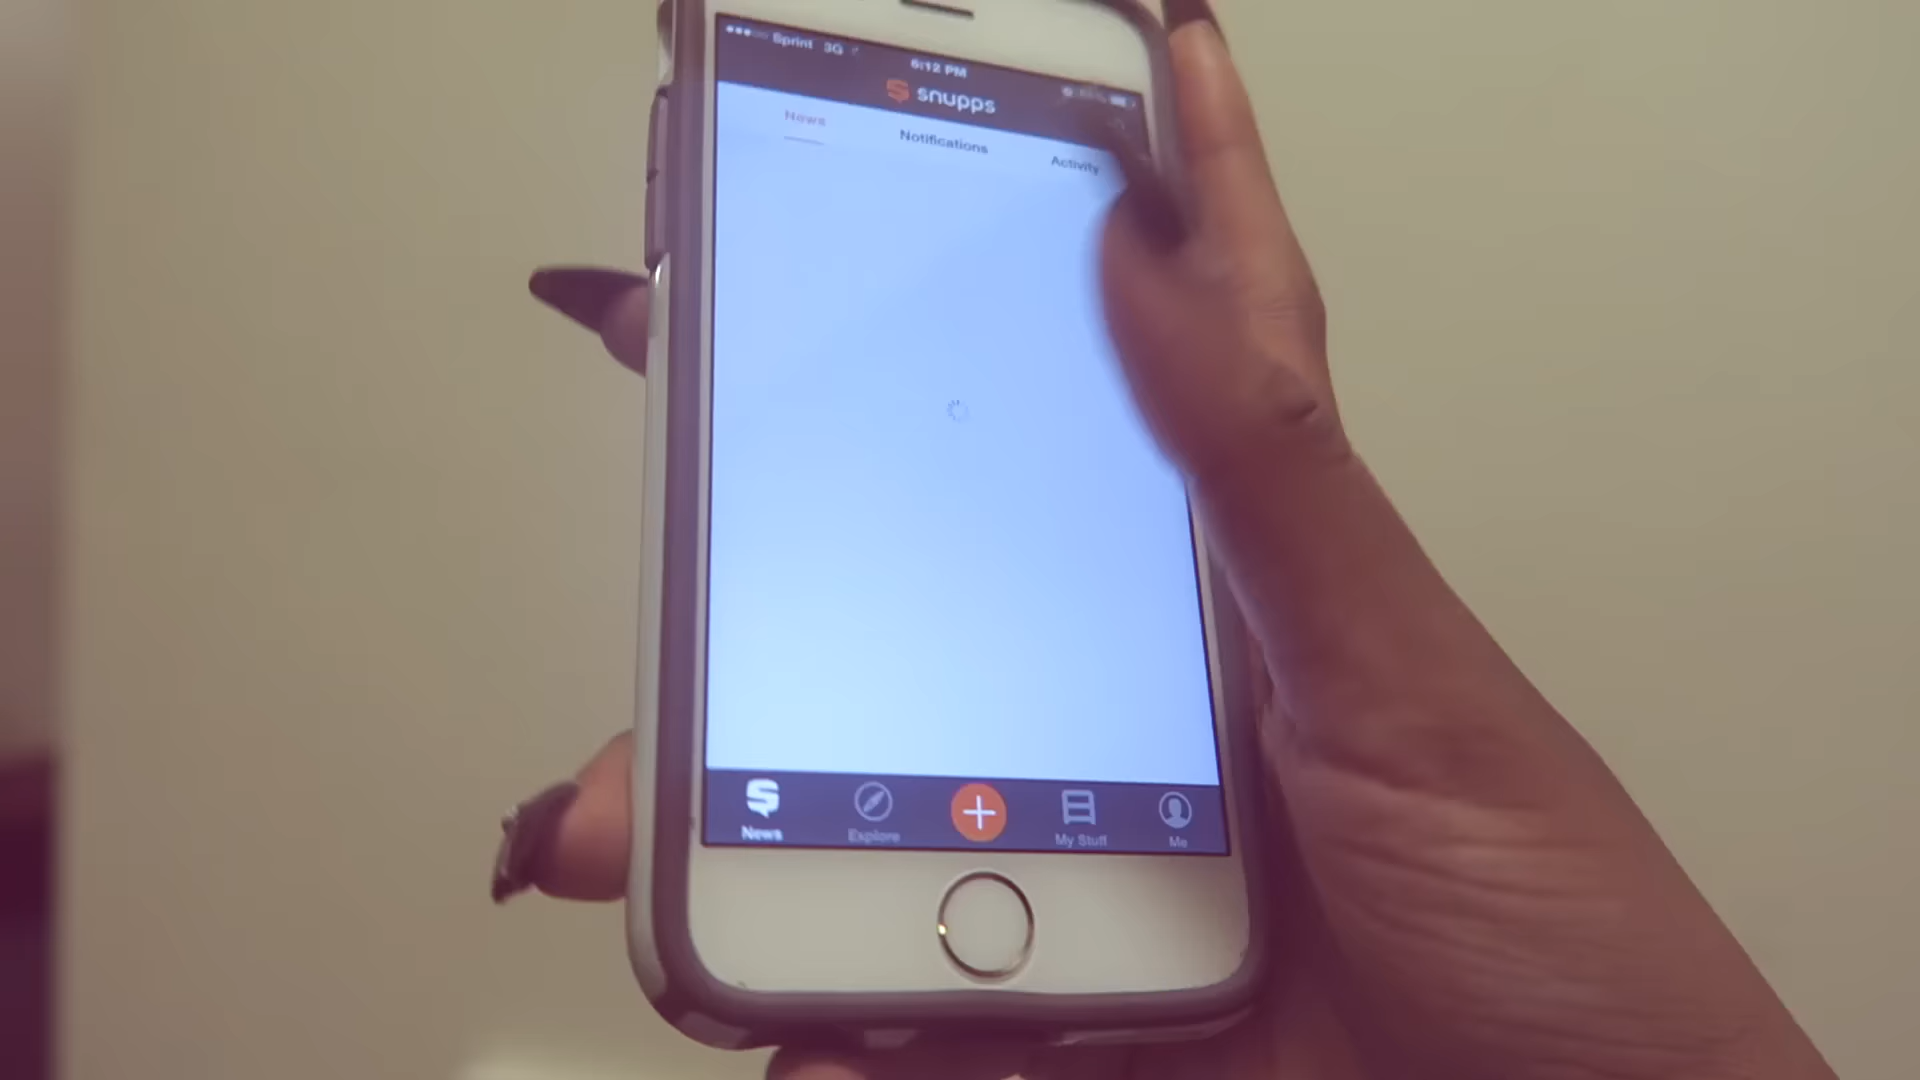 Sprint 3G
6:12 PM
snupps
News Notifications Activity
News Explore My Stuff Me